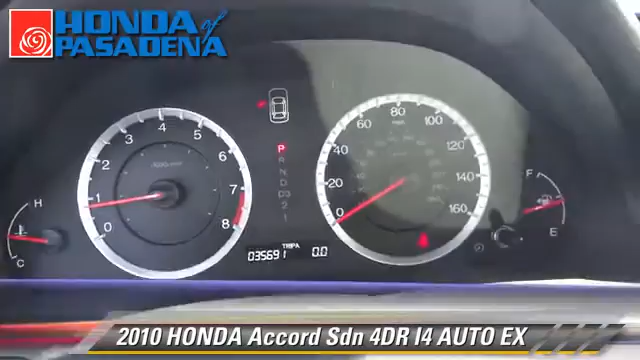 HONDA of
PASADENA
0 1 2 3 4 5 6 7 8
H
C
P
R
N
D
D3
2
1
0 20 40 60 80 100 120 140 160
F
E
TRIP A
035691 0.0
2010 HONDA Accord Sdn 4DR I4 AUTO EX